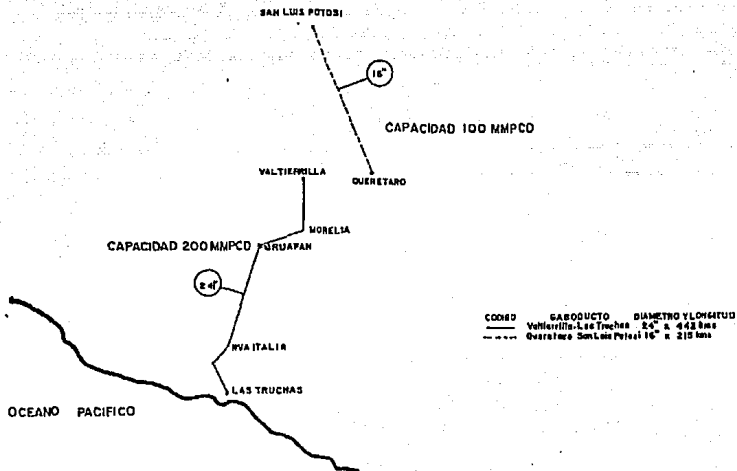 SAN LUIS POTOSI
16"
CAPACIDAD 100 MMPCD
VALTIERRILLA
QUERETARO
MORELIA
CAPACIDAD 200 MMPCD
URUAPAN
24"
NVA ITALIA
LAS TRUCHAS
OCEANO PACIFICO
CODIGO GASODUCTO DIAMETRO Y LONGITUD
Valtierrilla-Las Truchas 24" x 442 kms
Queretaro San Luis Potosi 16" x 215 kms